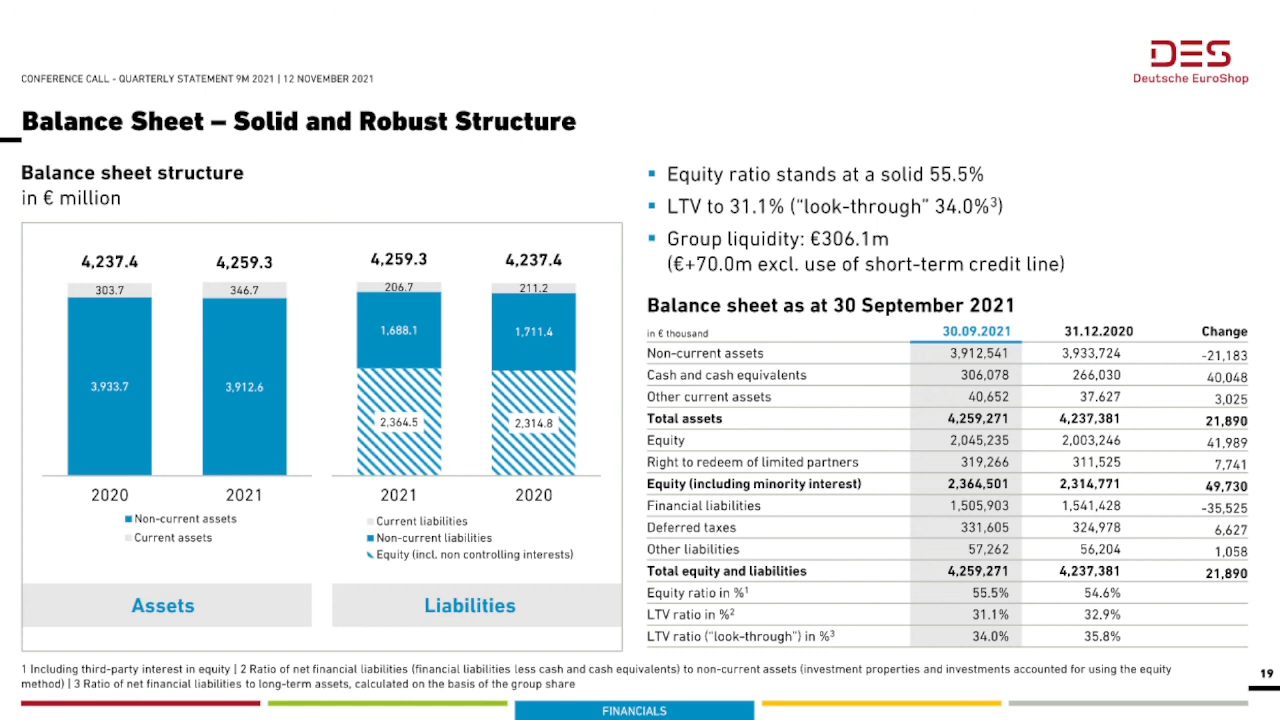 DES
Deutsche EuroShop
CONFERENCE CALL - QUARTERLY STATEMENT 9M 2021 | 12 NOVEMBER 2021
Balance Sheet – Solid and Robust Structure
Balance sheet structure
in € million
4,237.4 4,259.3 4,259.3 4,237.4
303.7 346.7 206.7 211.2
3,933.7 3,912.6 1,688.1 1,711.4
2,364.5 2,314.8
2020 2021 2021 2020
Non-current assets
Current assets
Current liabilities
Non-current liabilities
Equity (incl. non controlling interests)
Assets Liabilities
▪ Equity ratio stands at a solid 55.5%
▪ LTV to 31.1% (“look-through” 34.0%³)
▪ Group liquidity: €306.1m
(€+70.0m excl. use of short-term credit line)
Balance sheet as at 30 September 2021
in € thousand 30.09.2021 31.12.2020 Change
Non-current assets 3,912,541 3,933,724 -21,183
Cash and cash equivalents 306,078 266,030 40,048
Other current assets 40,652 37.627 3,025
Total assets 4,259,271 4,237,381 21,890
Equity 2,045,235 2,003,246 41,989
Right to redeem of limited partners 319,266 311,525 7,741
Equity (including minority interest) 2,364,501 2,314,771 49,730
Financial liabilities 1,505,903 1,541,428 -35,525
Deferred taxes 331,605 324,978 6,627
Other liabilities 57,262 56,204 1,058
Total equity and liabilities 4,259,271 4,237,381 21,890
Equity ratio in %¹ 55.5% 54.6%
LTV ratio in %² 31.1% 32.9%
LTV ratio (“look-through”) in %³ 34.0% 35.8%
1 Including third-party interest in equity | 2 Ratio of net financial liabilities (financial liabilities less cash and cash equivalents) to non-current assets (investment properties and investments accounted for using the equity
method) | 3 Ratio of net financial liabilities to long-term assets, calculated on the basis of the group share
19
FINANCIALS